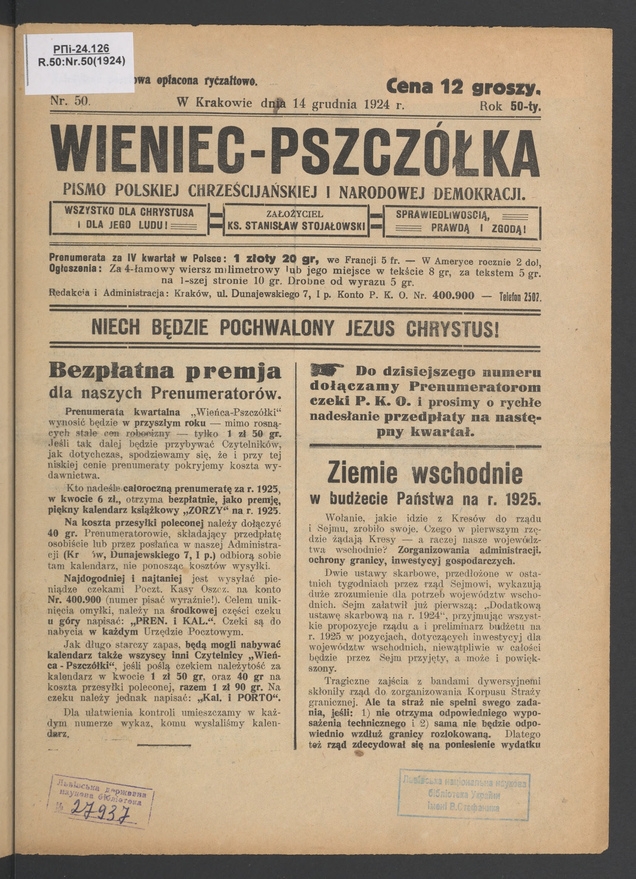 РПі-24.126
R.50:Nr.50(1924)
owa opłacona ryczałtowo.
Cena 12 groszy.
Nr. 50.
W Krakowie dnia 14 grudnia 1924 r.
Rok 50-ty.
WIENIEC-PSZCZÓŁKA
PISMO POLSKIEJ CHRZEŚCIJAŃSKIEJ I NARODOWEJ DEMOKRACJI.
WSZYSTKO DLA CHRYSTUSA
I DLA JEGO LUDU!
ZAŁOŻYCIEL
KS. STANISŁAW STOJAŁOWSKI
SPRAWIEDLIWOŚCIĄ,
PRAWDĄ I ZGODĄ!
Prenumerata za IV kwartał w Polsce: 1 złoty 20 gr, we Francji 5 fr. — W Ameryce rocznie 2 dol,
Ogłoszenia: Za 4-łamowy wiersz milimetrowy lub jego miejsce w tekście 8 gr, za tekstem 5 gr.
na 1-szej stronie 10 gr. Drobne od wyrazu 5 gr.
Redakcja i Administracja: Kraków, ul. Dunajewskiego 7, I p. Konto P. K. O. Nr. 400.900 — Telefon 2502.
NIECH BĘDZIE POCHWALONY JEZUS CHRYSTUS!
Bezpłatna premja
dla naszych Prenumeratorów.
Prenumerata kwartalna „Wieńca-Pszczółki“
wynosić będzie w przyszłym roku — mimo rosną-
cych stale cen robocizny — tylko 1 zł 50 gr.
Jeśli tak dalej będzie przybywać Czytelników,
jak dotychczas, spodziewamy się, że i przy tej
niskiej cenie prenumeraty pokryjemy koszta wy-
dawnictwa.
Kto nadeśle całoroczną prenumeratę za r. 1925,
w kwocie 6 zł., otrzyma bezpłatnie, jako premję,
piękny kalendarz książkowy „ZORZY“ na r. 1925.
Na koszta przesyłki poleconej należy dołączyć
40 gr. Prenumeratorowie, składający przedpłatę
osobiście lub przez posłańca w naszej Administra-
cji (Kr ów, Dunajewskiego 7, I p.) odbiorą sobie
tam kalendarz, nie ponosząc kosztów wysyłki.
Najdogodniej i najtaniej jest wysyłać pie-
niądze czekami Poczt. Kasy Oszcz. na konto
Nr. 400.900 (numer pisać wyraźnie!). Celem unik-
nięcia omyłki, należy na środkowej części czeku
u góry napisać: „PREN. i KAL.“. Czeki są do
nabycia w każdym Urzędzie Pocztowym.
Jak długo starczy zapas, będą mogli nabywać
kalendarz także wszyscy inni Czytelnicy „Wień-
ca-Pszczółki“, jeśli poślą czekiem należytość za
kalendarz w kwocie 1 zł 50 gr, oraz 40 gr na
koszta przesyłki poleconej, razem 1 zł 90 gr. Na
czeku należy jednak napisać: „Kal. i PORTO“.
Dla ułatwienia kontroli umieszczamy w każ-
dym numerze wykaz, komu wysłaliśmy kalen-
darz.
Do dzisiejszego numeru
dołączamy Prenumeratorom
czeki P. K. O. i prosimy o rychłe
nadesłanie przedpłaty na nastę-
pny kwartał.
Ziemie wschodnie
w budżecie Państwa na r. 1925.
Wołanie, jakie idzie z Kresów do rządu
i Sejmu, zrobiło swoje. Czego w pierwszym rzę-
dzie żądają Kresy — a raczej nasze wojewódz-
twa wschodnie? Zorganizowania administracji,
ochrony granicy, inwestycyj gospodarczych.
Dwie ustawy skarbowe, przedłożone w osta-
tnich tygodniach przez rząd Sejmowi, wykazują
duże zrozumienie dla potrzeb województw wscho-
dnich. Sejm załatwił już pierwszą: „Dodatkową
ustawę skarbową na r. 1924“, przyjmując wszyst-
kie propozycje rządu a preliminarz budżetu na
r. 1925 w pozycjach, dotyczących inwestycyj dla
województw wschodnich, niewątpliwie w całości
będzie przez Sejm przyjęty, a może i powięk-
szony.
Tragiczne zajścia z bandami dywersyjnemi
skłoniły rząd do zorganizowania Korpusu Straży
granicznej. Ale ta straż nie spełni swego zada-
nia, jeśli: 1) nie otrzyma odpowiedniego wypo-
sażenia technicznego i 2) sama nie będzie odpo-
wiednio wzdłuż granicy rozlokowaną. Dlatego
też rząd zdecydował się na poniesienie wydatku
Львівська державна
наукова бібліотека
№ 27937
Львівська національна наукова
бібліотека України
імені В.Стефаника